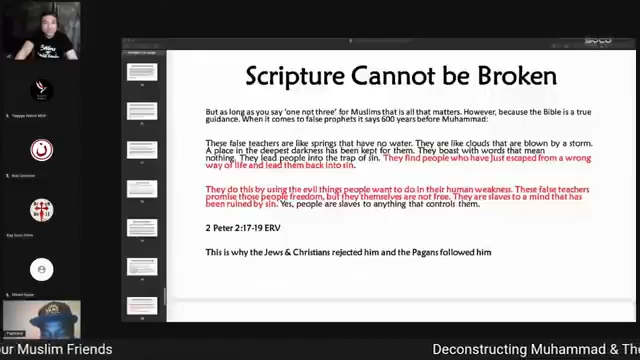 Scripture Cannot be Broken
But as long as you say 'one not three' for Muslims that is all that matters. However, because the Bible is a true
guidance. When it comes to false prophets it says 600 years before Muhammad:
These false teachers are like springs that have no water. They are like clouds that are blown by a storm.
A place in the deepest darkness has been kept for them. They boast with words that mean
nothing. They lead people into the trap of sin. They find people who have just escaped from a wrong
way of life and lead them back into sin.
They do this by using the evil things people want to do in their human weakness. These false teachers
promise those people freedom, but they themselves are not free. They are slaves to a mind that has
been ruined by sin. Yes, people are slaves to anything that controls them.
2 Peter 2:17-19 ERV
This is why the Jews & Christians rejected him and the Pagans followed him
our Muslim Friends
Deconstructing Muhammad & The